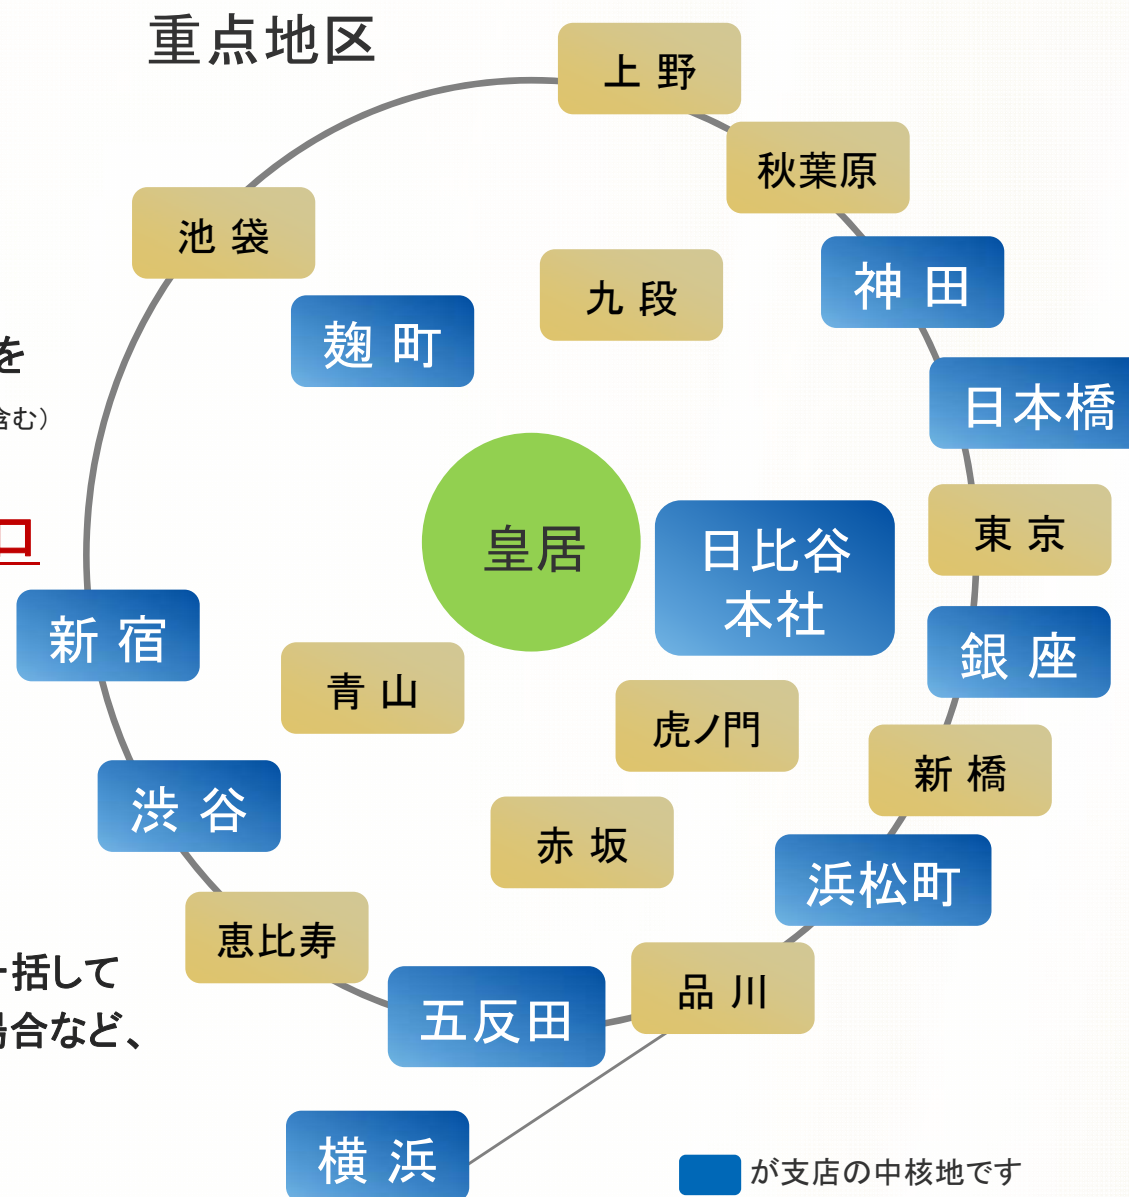 重点地区
上 野
秋葉原
池 袋
九 段
神 田
麹 町
を
含む）
日本橋
皇居
日比谷
本社
東 京
口
新 宿
銀 座
青 山
虎ノ門
新 橋
渋 谷
赤 坂
浜松町
恵比寿
一括して
場合など、
五反田
品 川
横 浜
が支店の中核地です